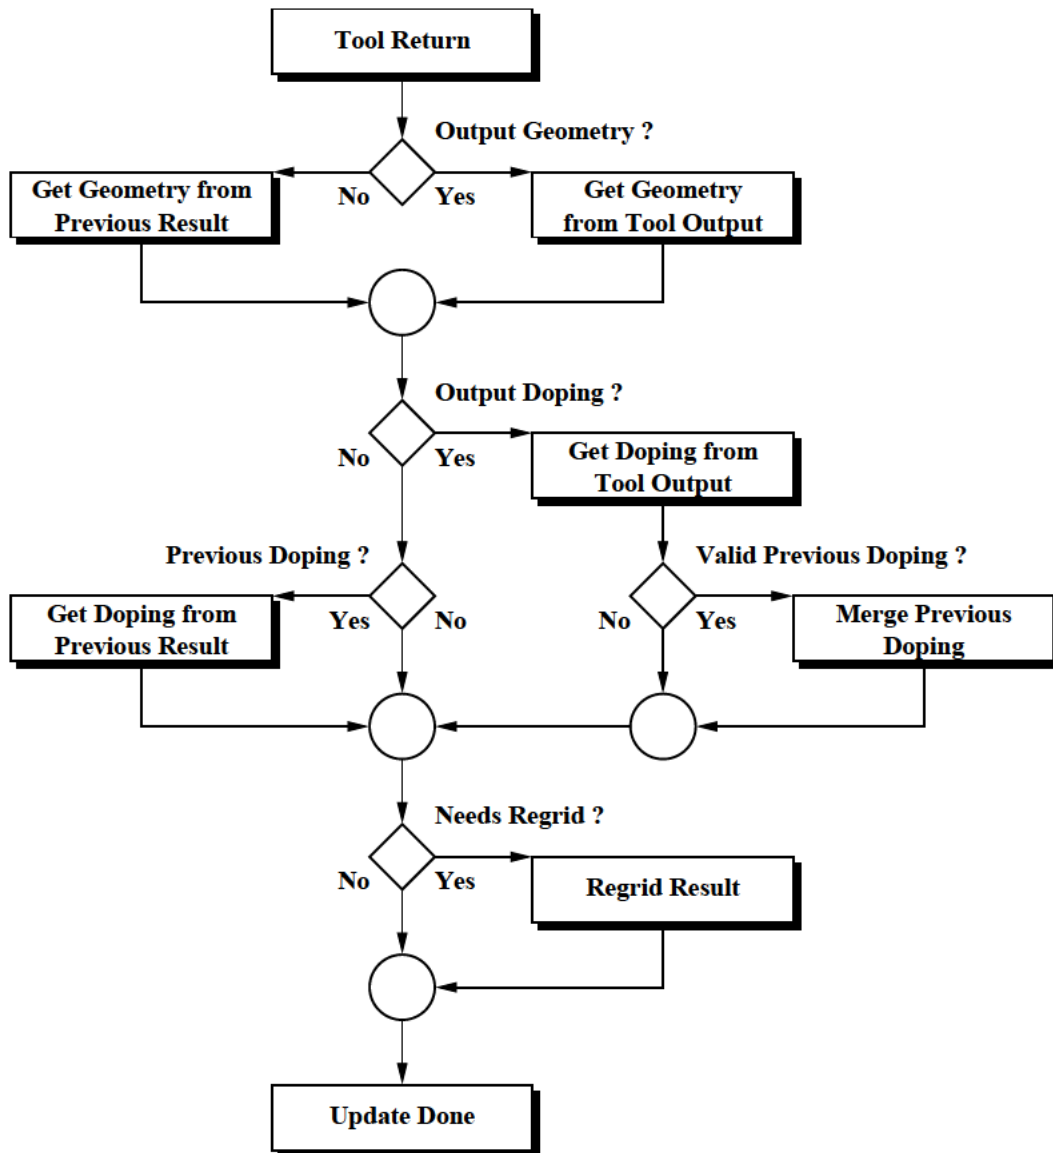 Tool Return
Output Geometry ?
No
Yes
Get Geometry from
Previous Result
Get Geometry
from Tool Output
Output Doping ?
No
Yes
Get Doping from
Tool Output
Previous Doping ?
Yes
No
Get Doping from
Previous Result
Valid Previous Doping ?
No
Yes
Merge Previous
Doping
Needs Regrid ?
No
Yes
Regrid Result
Update Done